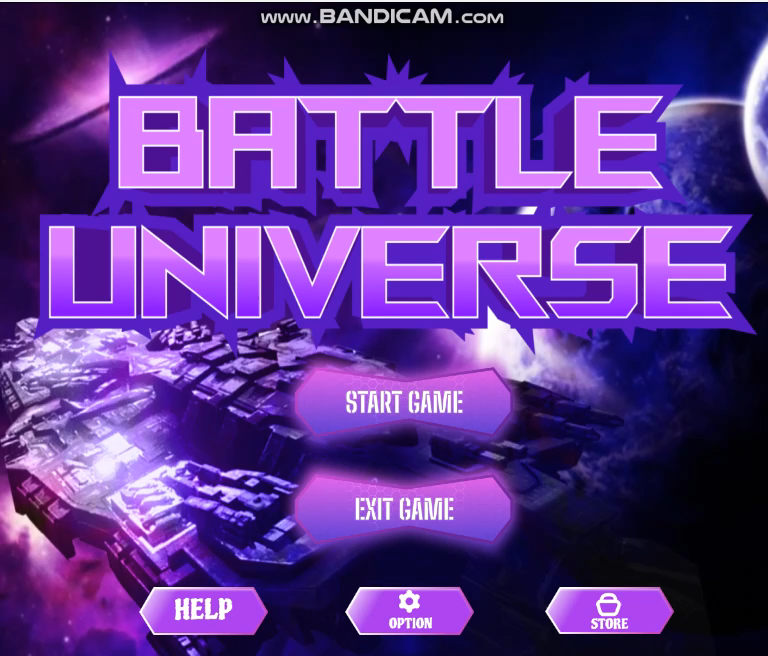 www.BANDICAM.com
BATTLE
UNIVERSE
START GAME
EXIT GAME
HELP
OPTION
STORE